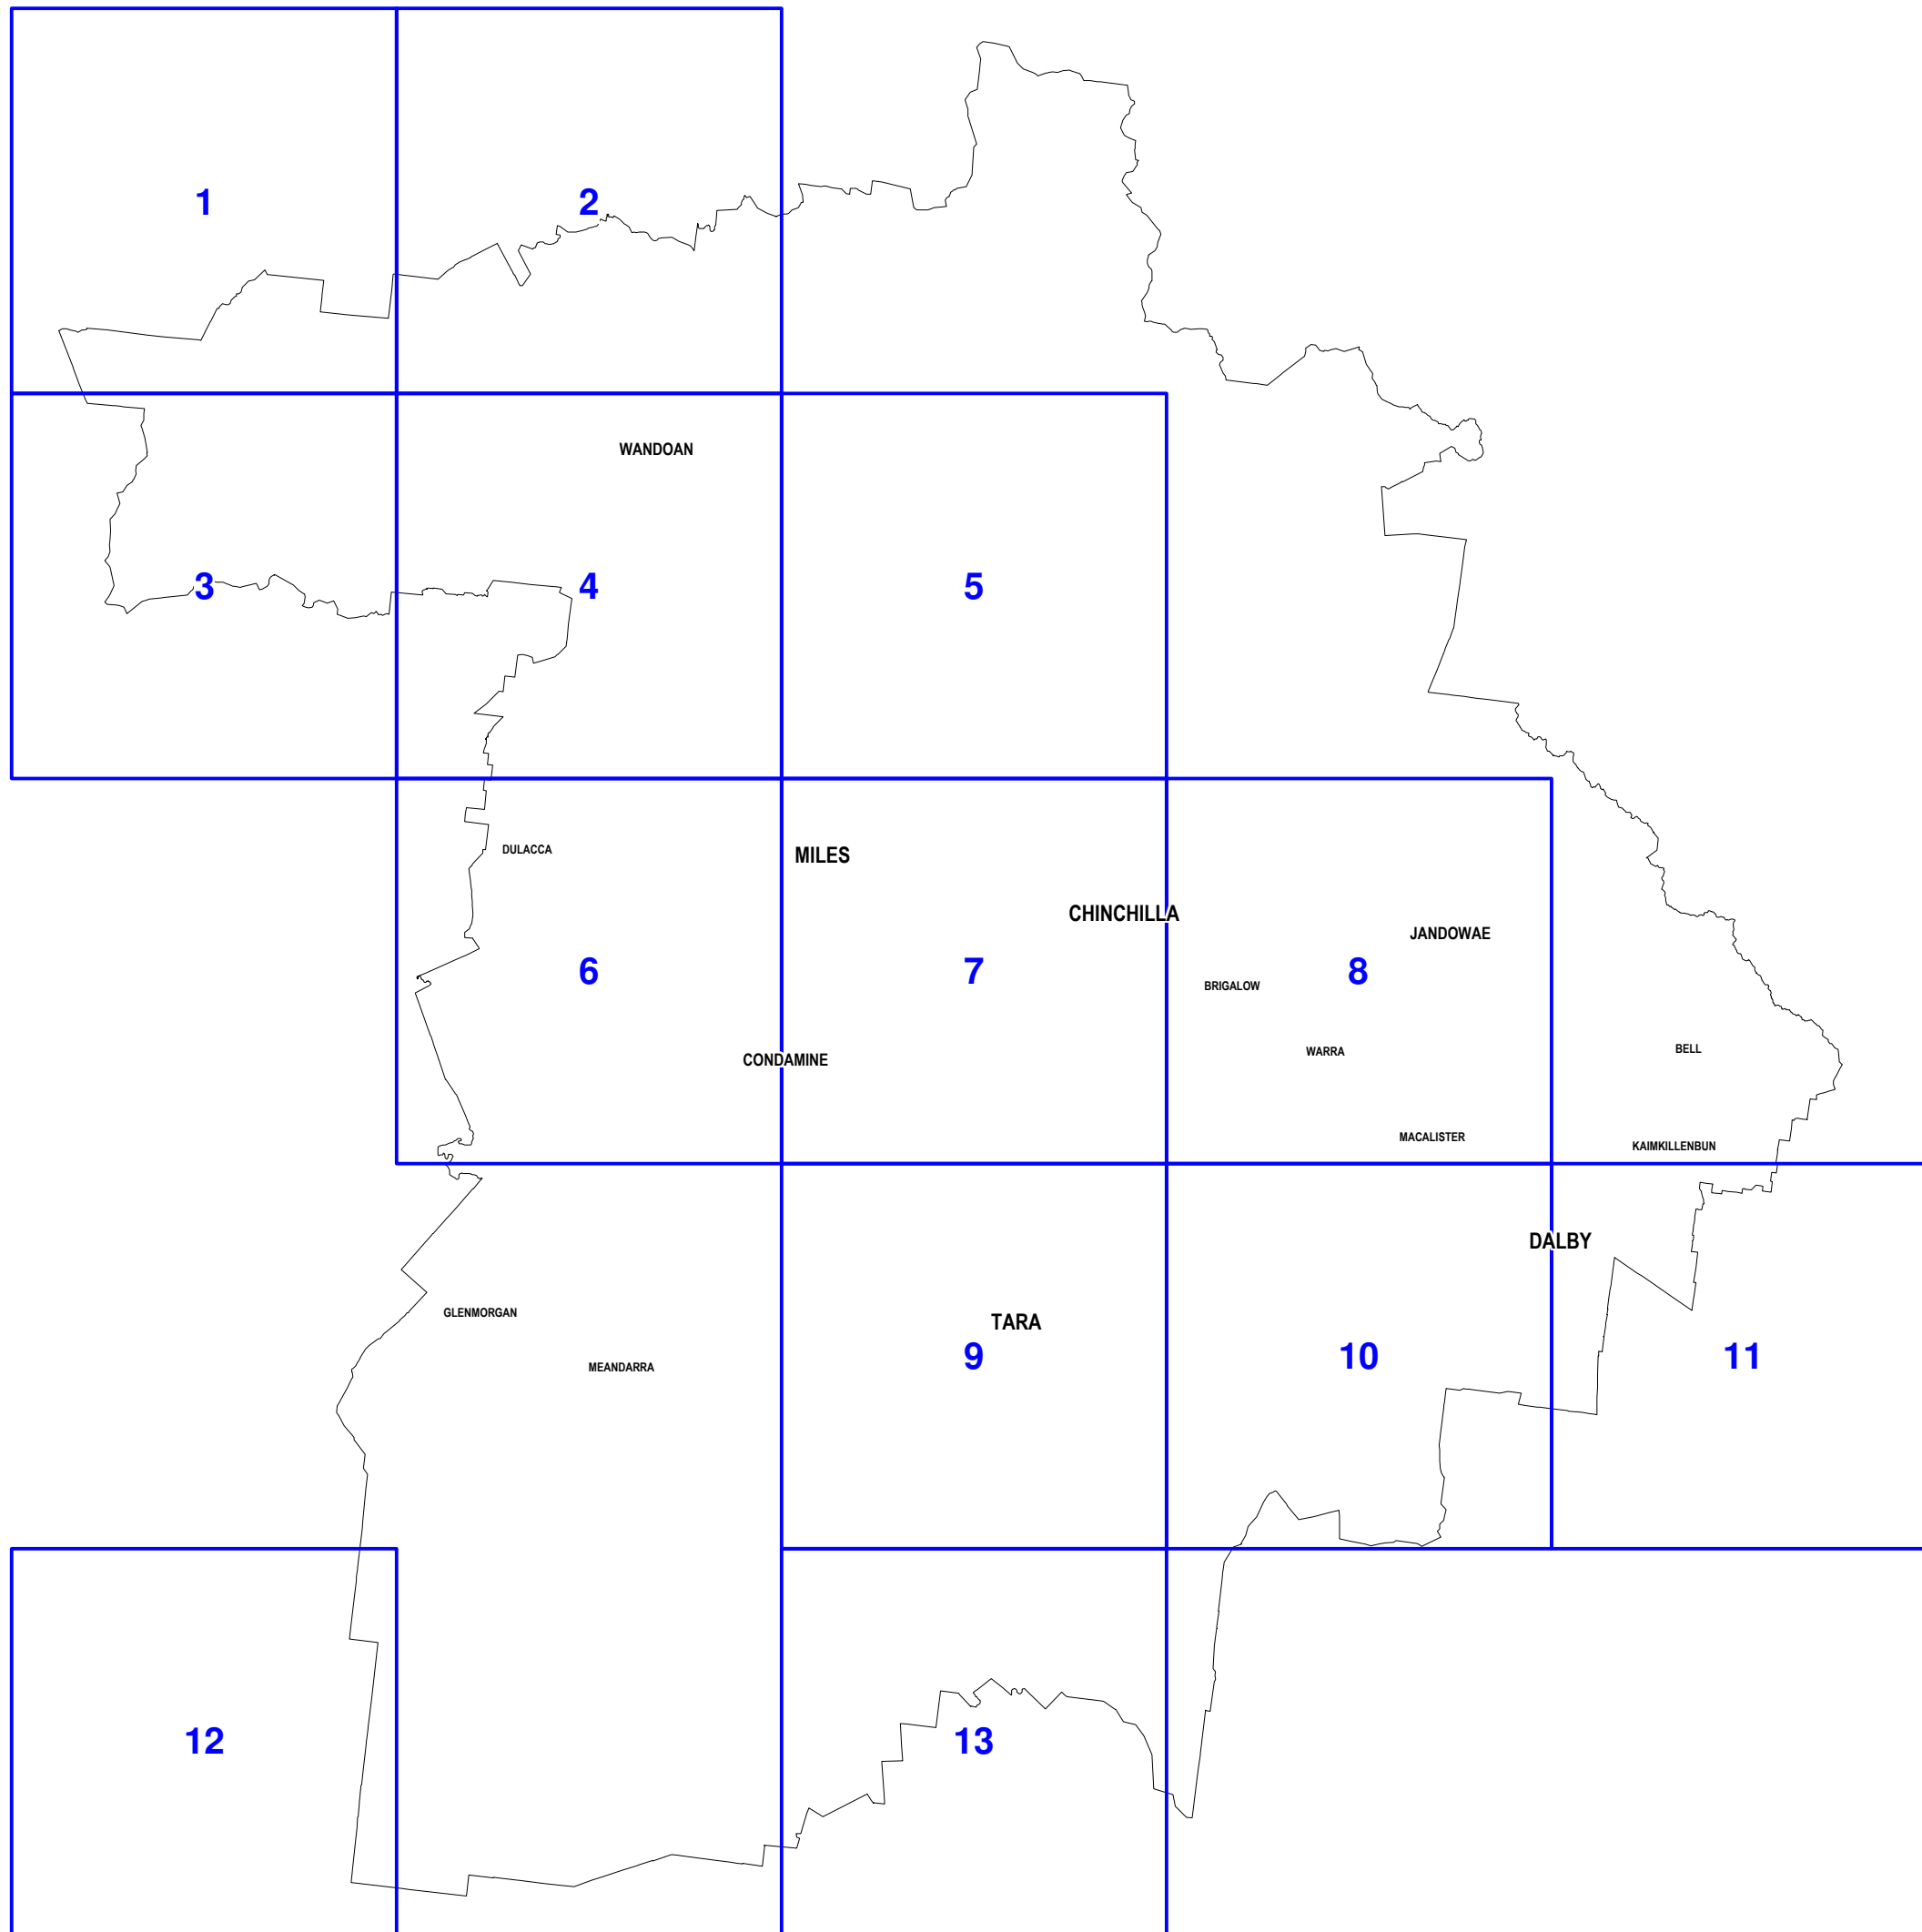 1
2
WANDOAN
3
4
5
DULACCA
MILES
CHINCHILLA
JANDOWAE
6
7
8
BRIGALOW
CONDAMINE
WARRA
BELL
MACALISTER
KAIMKILLENBUN
DALBY
GLENMORGAN
TARA
MEANDARRA
9
10
11
12
13